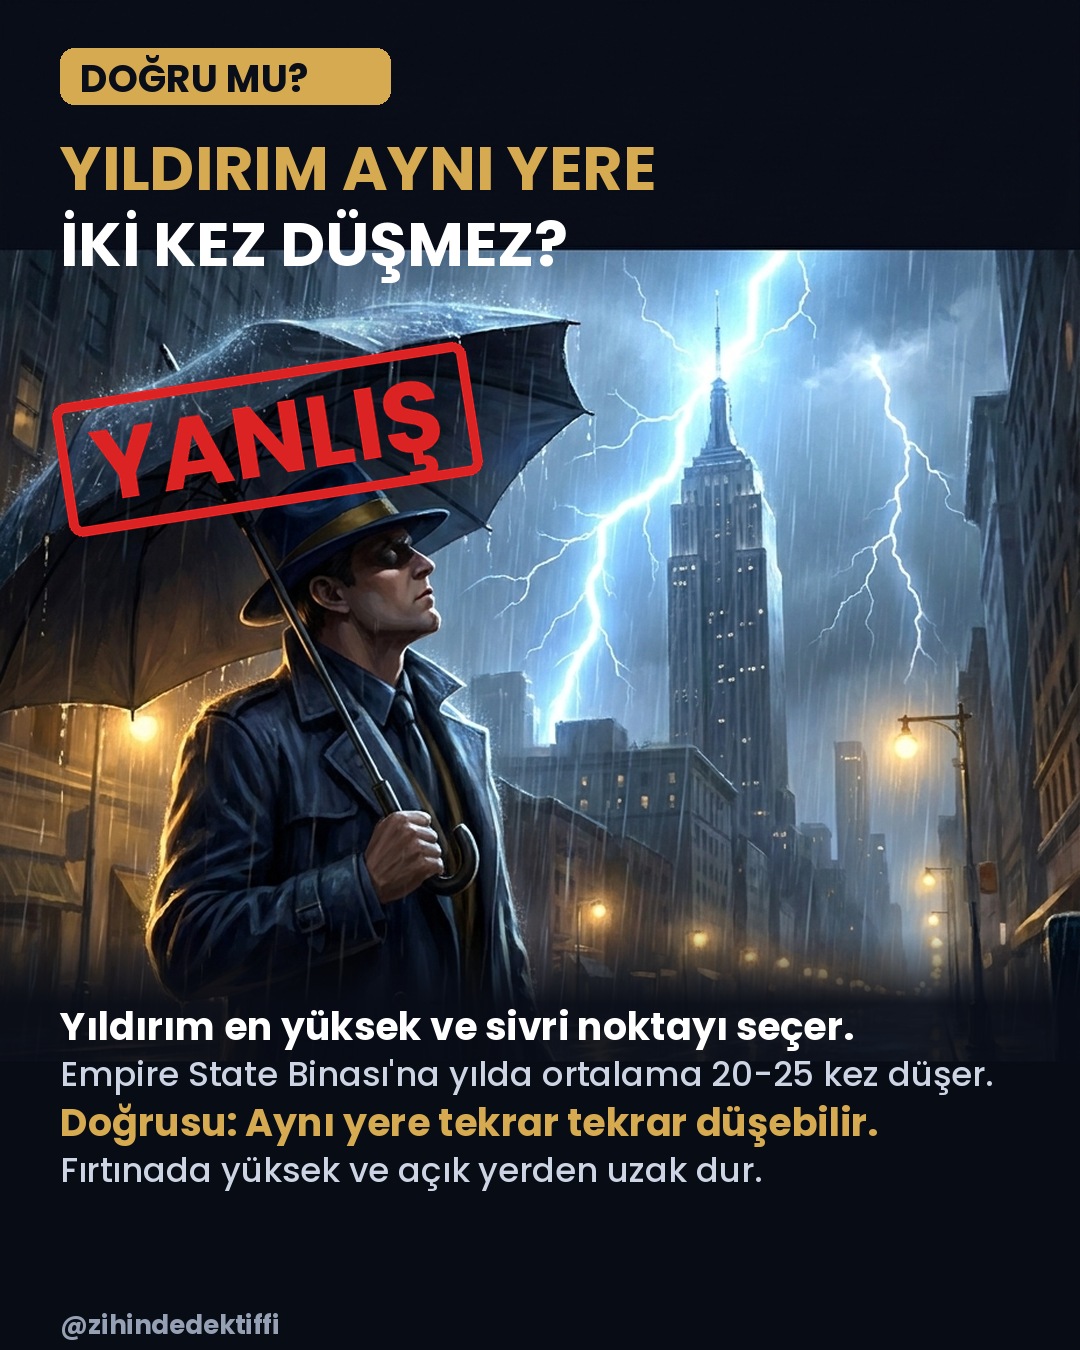 DOĞRU MU?
YILDIRIM AYNI YERE
İKİ KEZ DÜŞMEZ?
YANLIŞ
Yıldırım en yüksek ve sivri noktayı seçer.
Empire State Binası'na yılda ortalama 20-25 kez düşer.
Doğrusu: Aynı yere tekrar tekrar düşebilir.
Fırtınada yüksek ve açık yerden uzak dur.
@zihindedektiffi